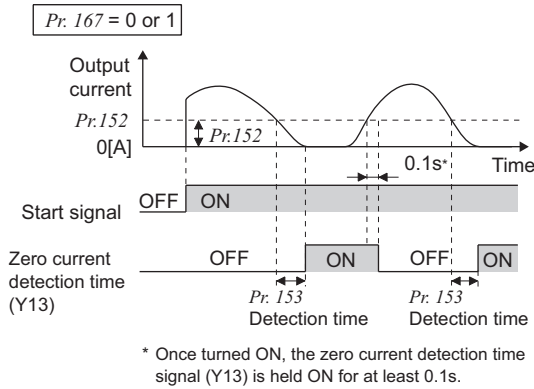 Pr. 167 = 0 or 1
Output
current
Pr.152
Pr.152
0[A]
0.1s*
Time
OFF ON
Start signal
Zero current
detection time
(Y13)
OFF ON OFF ON
Pr. 153
Detection time
Pr. 153
Detection time
* Once turned ON, the zero current detection time
signal (Y13) is held ON for at least 0.1s.